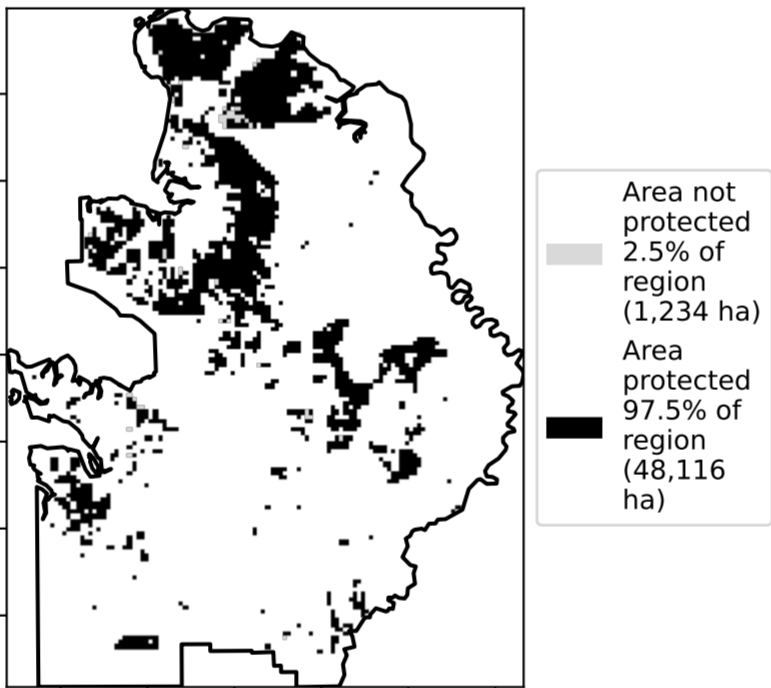 Area not
protected
2.5% of
region
(1,234 ha)
Area
protected
97.5% of
region
(48,116
ha)